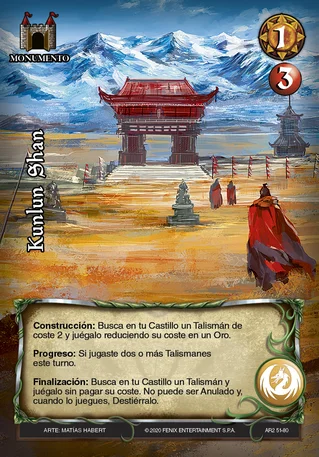 MONUMENTO
1
3
Kunlun Shan
Construcción: Busca en tu Castillo un Talismán de
coste 2 y juégalo reduciendo su coste en un Oro.
Progreso: Si jugaste dos o más Talismanes
este turno.
Finalización: Busca en tu Castillo un Talismán y
juégalo sin pagar su coste. No puede ser Anulado y,
cuando lo juegues, Destiérralo.
ARTE: MATÍAS HABERT
© 2020 FENIX ENTERTAINMENT S.P.A.
AR2 51-80